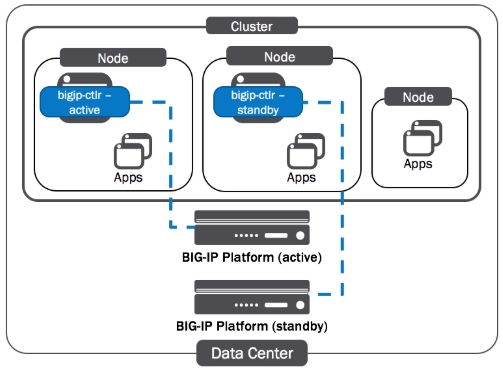 Cluster
Node
Node
bigip-ctlr –
active
bigip-ctlr –
standby
Node
Apps
Apps
Apps
BIG-IP Platform (active)
BIG-IP Platform (standby)
Data Center